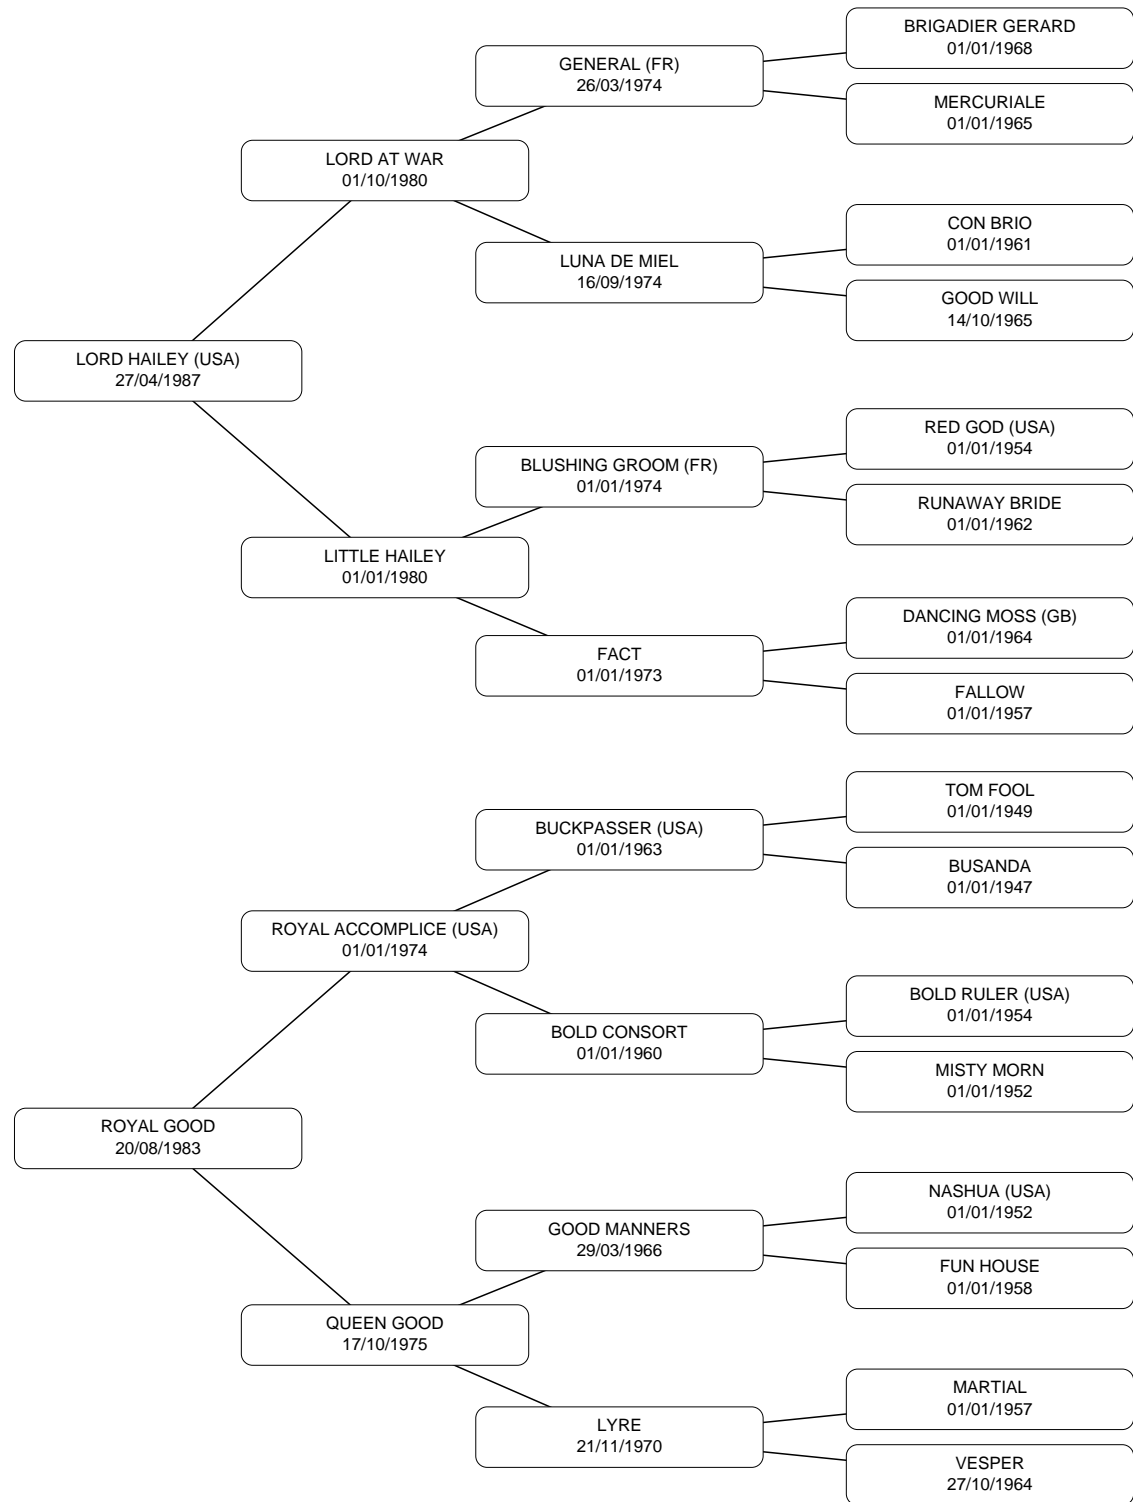 BRIGADIER GERARD
01/01/1968
GENERAL (FR)
26/03/1974
MERCURIALE
01/01/1965
LORD AT WAR
01/10/1980
CON BRIO
01/01/1961
LUNA DE MIEL
16/09/1974
GOOD WILL
14/10/1965
LORD HAILEY (USA)
27/04/1987
RED GOD (USA)
01/01/1954
BLUSHING GROOM (FR)
01/01/1974
RUNAWAY BRIDE
01/01/1962
LITTLE HAILEY
01/01/1980
DANCING MOSS (GB)
01/01/1964
FACT
01/01/1973
FALLOW
01/01/1957
TOM FOOL
01/01/1949
BUCKPASSER (USA)
01/01/1963
BUSANDA
01/01/1947
ROYAL ACCOMPLICE (USA)
01/01/1974
BOLD RULER (USA)
01/01/1954
BOLD CONSORT
01/01/1960
MISTY MORN
01/01/1952
ROYAL GOOD
20/08/1983
NASHUA (USA)
01/01/1952
GOOD MANNERS
29/03/1966
FUN HOUSE
01/01/1958
QUEEN GOOD
17/10/1975
MARTIAL
01/01/1957
LYRE
21/11/1970
VESPER
27/10/1964